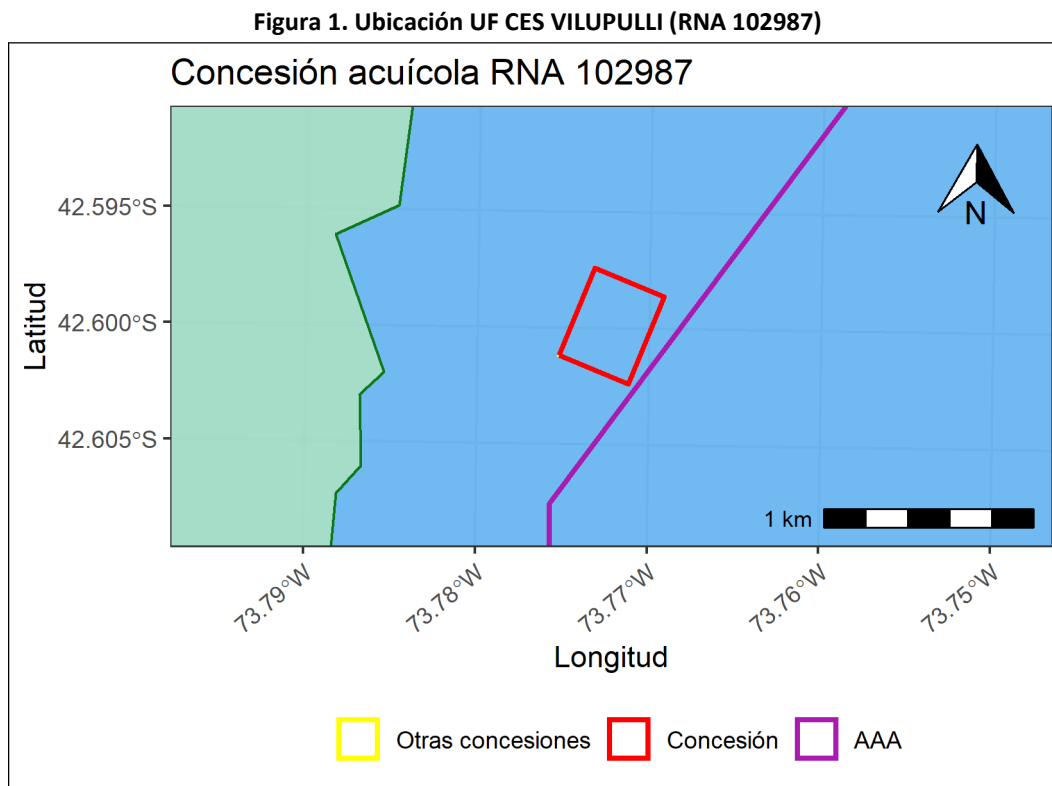 Figura 1. Ubicación UF CES VILUPULLI (RNA 102987)
Concesión acuícola RNA 102987
Latitud
42.595°S
42.600°S
42.605°S
N
1 km
73.79°W
73.78°W
73.77°W
73.76°W
73.75°W
Longitud
Otras concesiones Concesión AAA